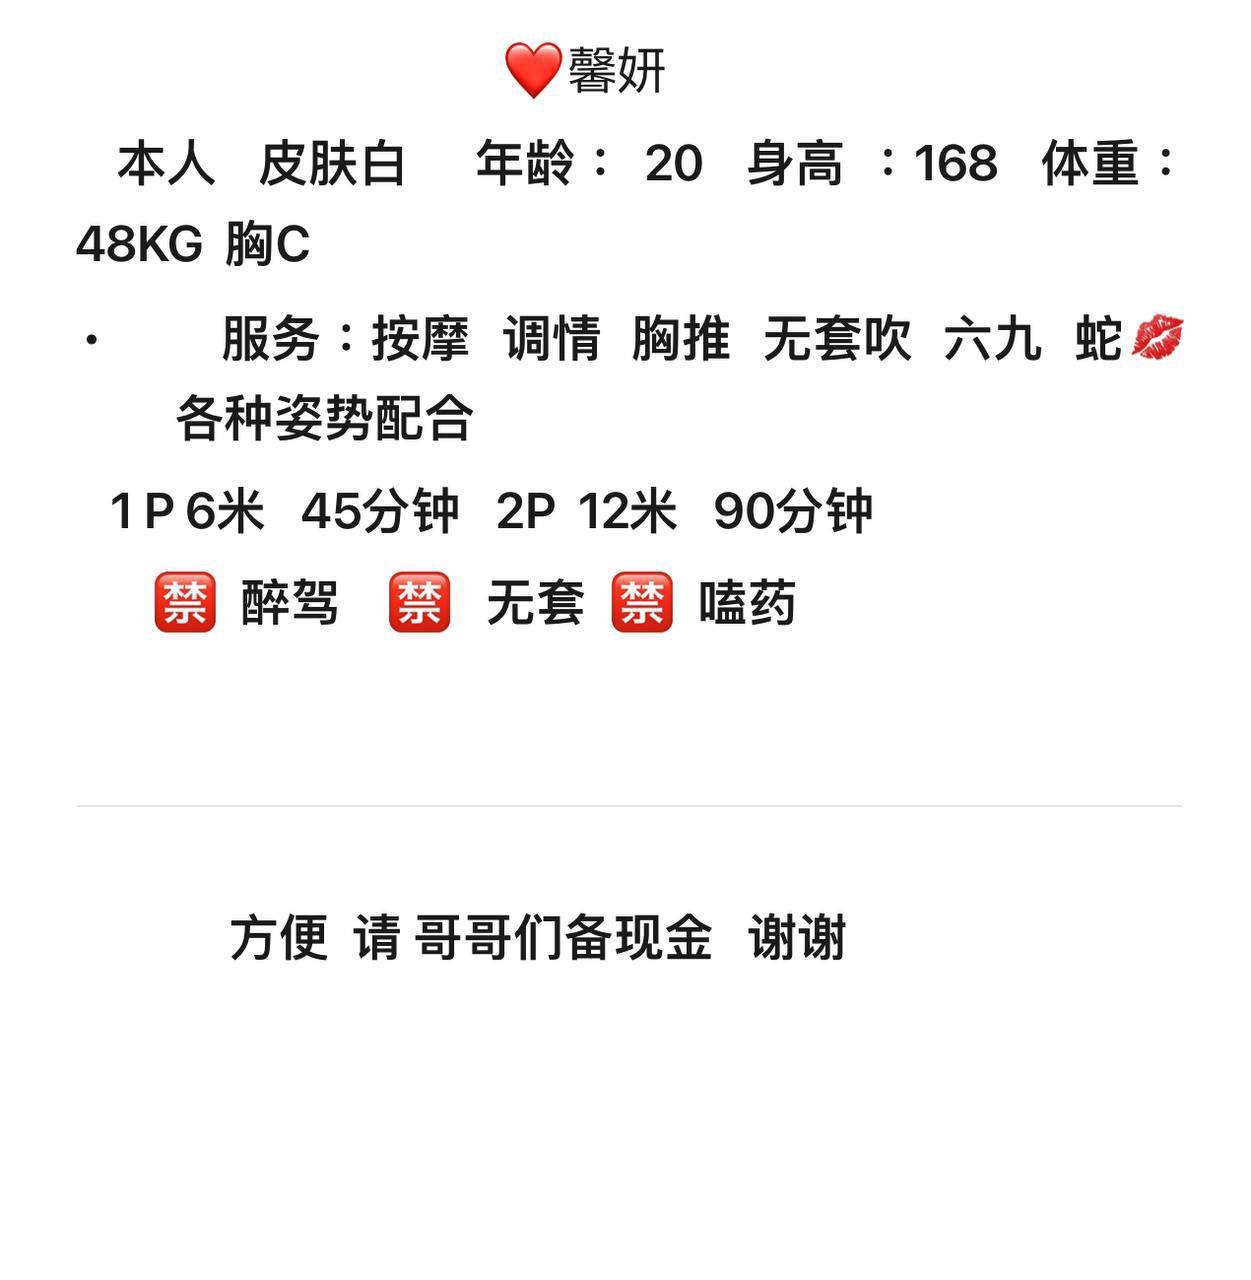 ❤️馨妍
本人 皮肤白 年龄：20 身高 ：168 体重：
48KG 胸C
· 服务：按摩 调情 胸推 无套吹 六九 蛇💋
各种姿势配合
1 P 6米 45分钟 2P 12米 90分钟
🈲 醉驾 🈲 无套 🈲 嗑药
方便 请 哥哥们备现金 谢谢